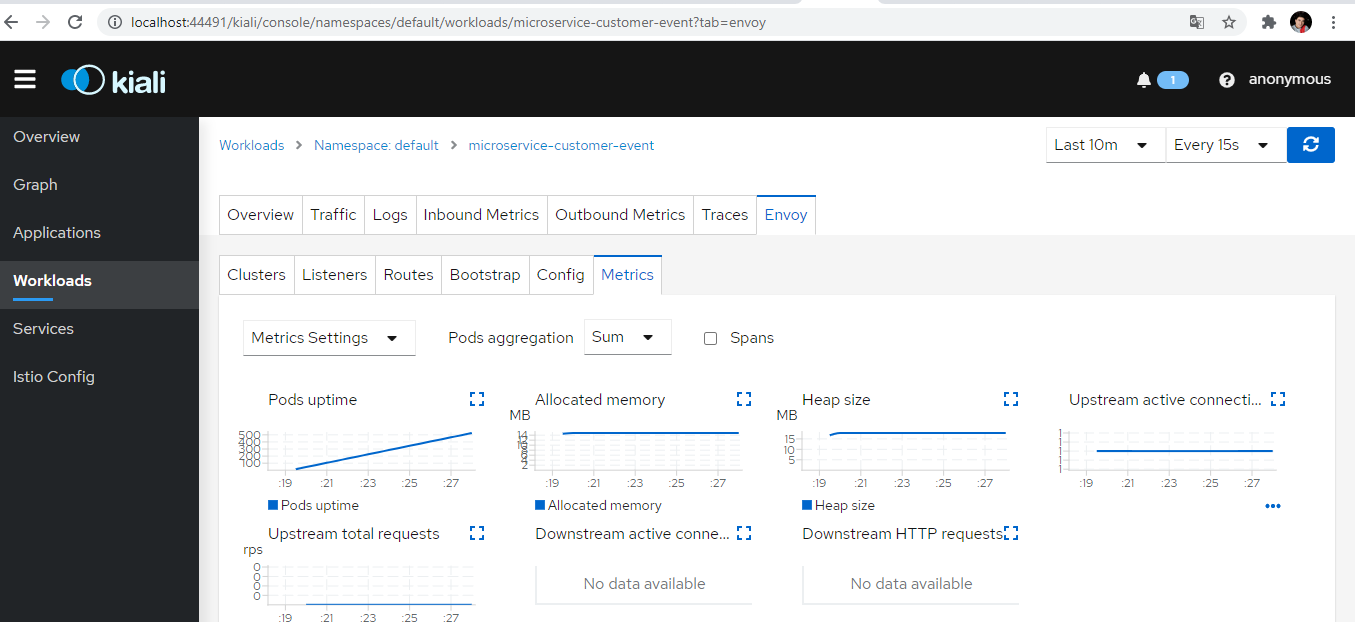 localhost:44491/kiali/console/namespaces/default/workloads/microservice-customer-event?tab=envoy
kiali
1
anonymous
Overview
Graph
Applications
Workloads
Services
Istio Config
Workloads > Namespace: default > microservice-customer-event
Last 10m
Every 15s
Overview Traffic Logs Inbound Metrics Outbound Metrics Traces Envoy
Clusters Listeners Routes Bootstrap Config Metrics
Metrics Settings Pods aggregation Sum Spans
Pods uptime
500
400
300
200
100
:19 :21 :23 :25 :27
Pods uptime
Allocated memory
MB
14
12
10
8
6
4
2
:19 :21 :23 :25 :27
Allocated memory
Heap size
MB
15
10
5
:19 :21 :23 :25 :27
Heap size
Upstream active connecti...
1
1
1
1
1
:19 :21 :23 :25 :27
Upstream total requests
rps
0
0
0
0
:19 :21 :23 :25 :27
Downstream active conne...
No data available
Downstream HTTP requests
No data available